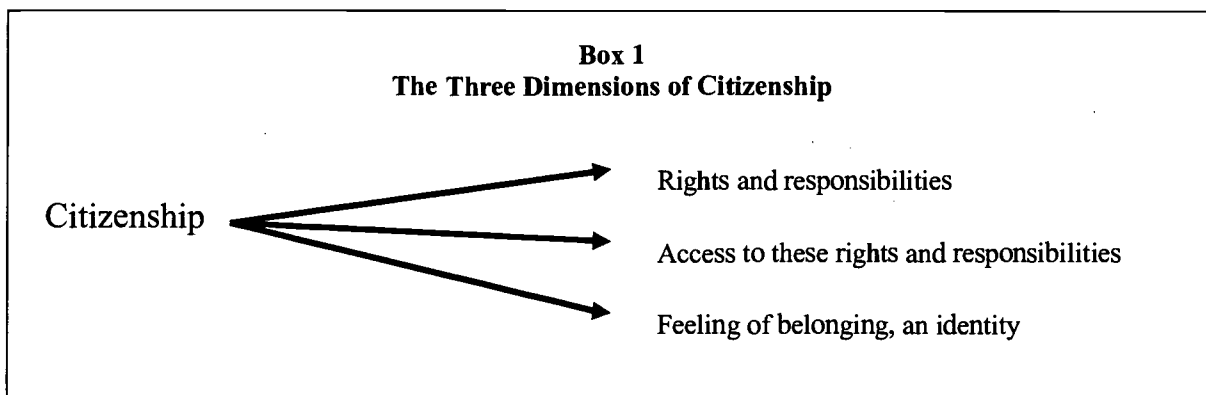 Box 1
The Three Dimensions of Citizenship
Rights and responsibilities
Citizenship
Access to these rights and responsibilities
Feeling of belonging, an identity